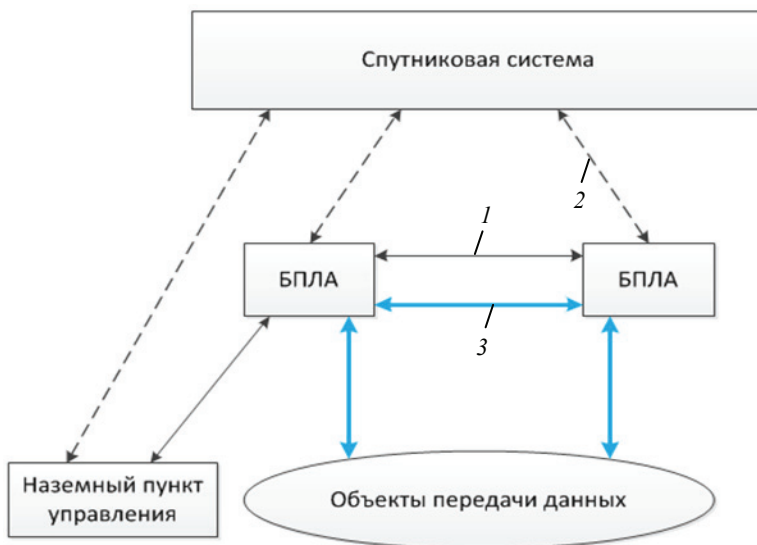 Спутниковая система
2
1
БПЛА
БПЛА
3
Наземный пункт
управления
Объекты передачи данных